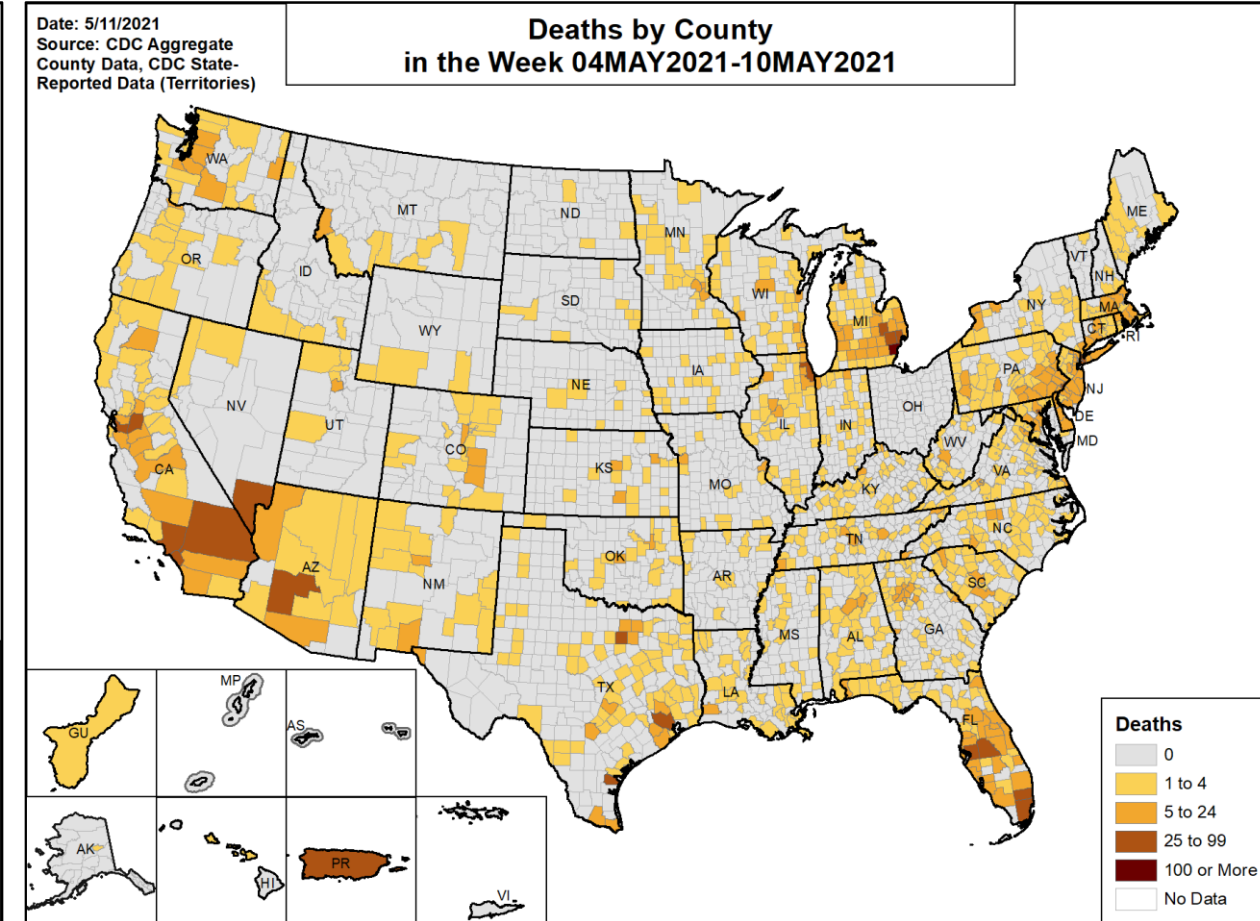 Date: 5/11/2021
Source: CDC Aggregate
County Data, CDC State-
Reported Data (Territories)
Deaths by County
in the Week 04MAY2021-10MAY2021
WA
MT
ND
MN
ME
OR
ID
SD
WI
VT
NH
NY
MA
MI
WY
CT
RI
IA
PA
NE
NJ
NV
OH
UT
IL
IN
DE
CO
WV
MD
CA
KS
MO
VA
KY
NC
OK
TN
AZ
NM
AR
SC
MS
AL
GA
TX
LA
FL
GU
MP
AS
AK
HI
PR
VI
Deaths
0
1 to 4
5 to 24
25 to 99
100 or More
No Data